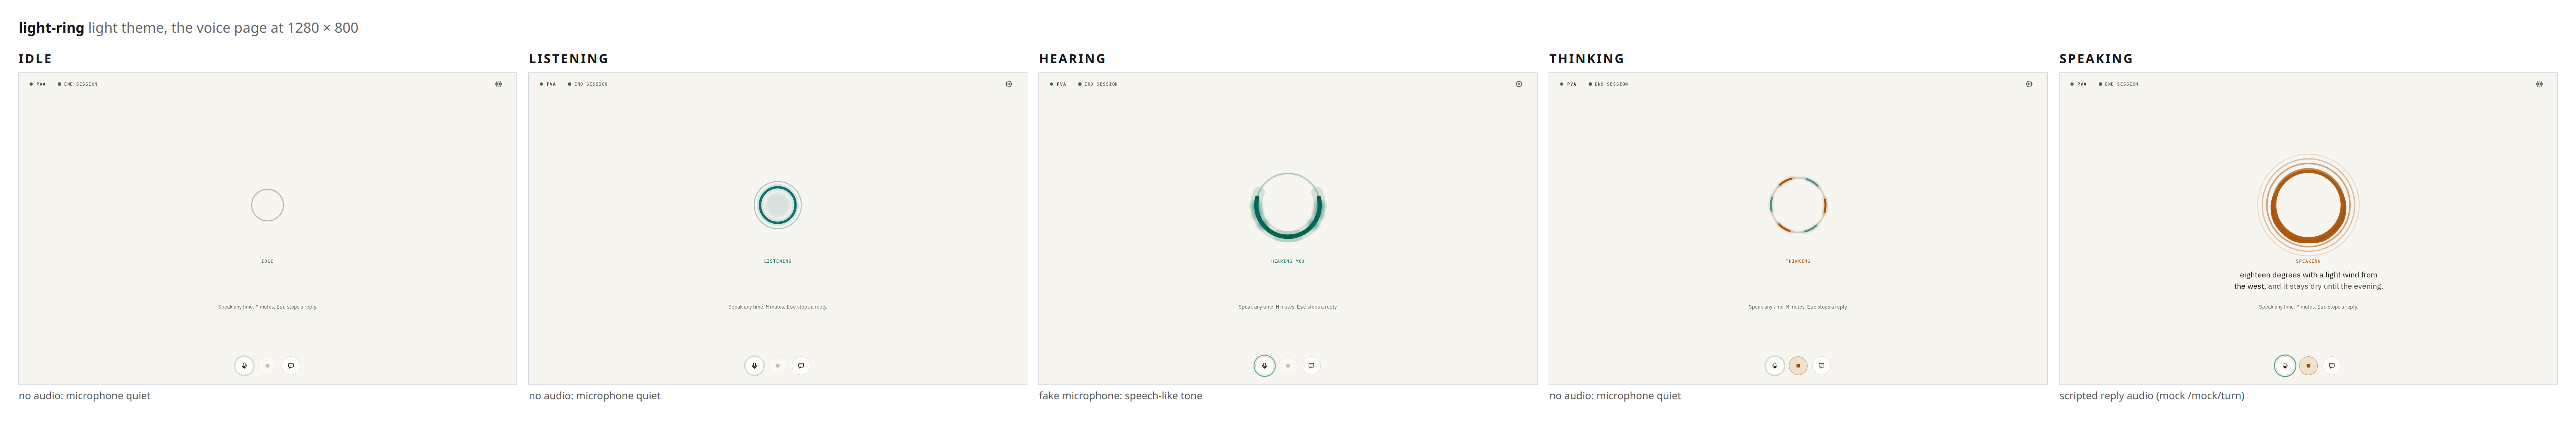 light-ring light theme, the voice page at 1280 × 800
IDLE
PVA END SESSION
IDLE
Speak any time. M mutes, Esc stops a reply.
no audio: microphone quiet
LISTENING
PVA END SESSION
LISTENING
Speak any time. M mutes, Esc stops a reply.
no audio: microphone quiet
HEARING
PVA END SESSION
HEARING YOU
Speak any time. M mutes, Esc stops a reply.
fake microphone: speech-like tone
THINKING
PVA END SESSION
THINKING
Speak any time. M mutes, Esc stops a reply.
no audio: microphone quiet
SPEAKING
PVA END SESSION
SPEAKING
eighteen degrees with a light wind from
the west, and it stays dry until the evening.
Speak any time. M mutes, Esc stops a reply.
scripted reply audio (mock /mock/turn)